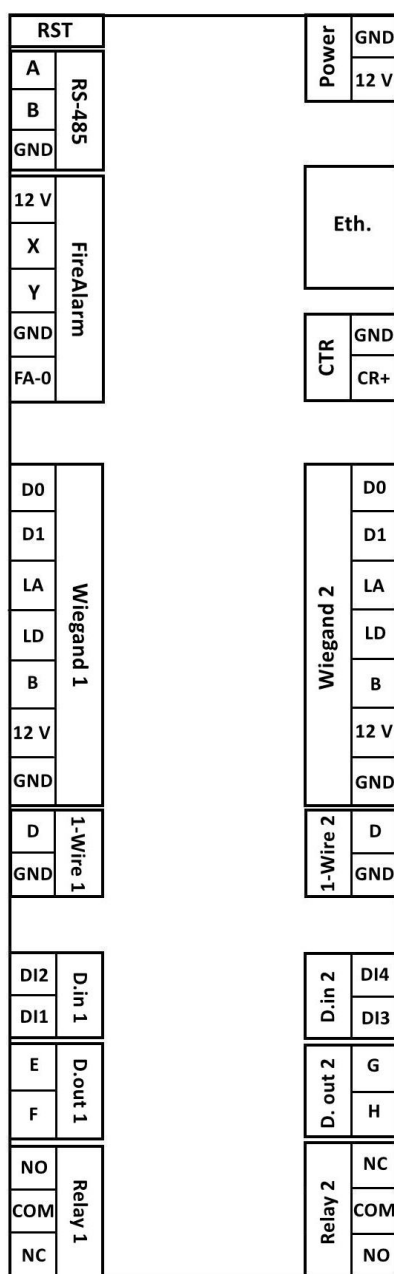 RST
A
B
GND
RS-485
12 V
X
Y
GND
FA-0
FireAlarm
D0
D1
LA
LD
B
12 V
GND
Wiegand 1
D
GND
1-Wire 1
DI2
DI1
D.in 1
E
F
D.out 1
NO
COM
NC
Relay 1
Power
GND
12 V
Eth.
CTR
GND
CR+
Wiegand 2
D0
D1
LA
LD
B
12 V
GND
1-Wire 2
D
GND
D.in 2
DI4
DI3
D. out 2
G
H
Relay 2
NC
COM
NO